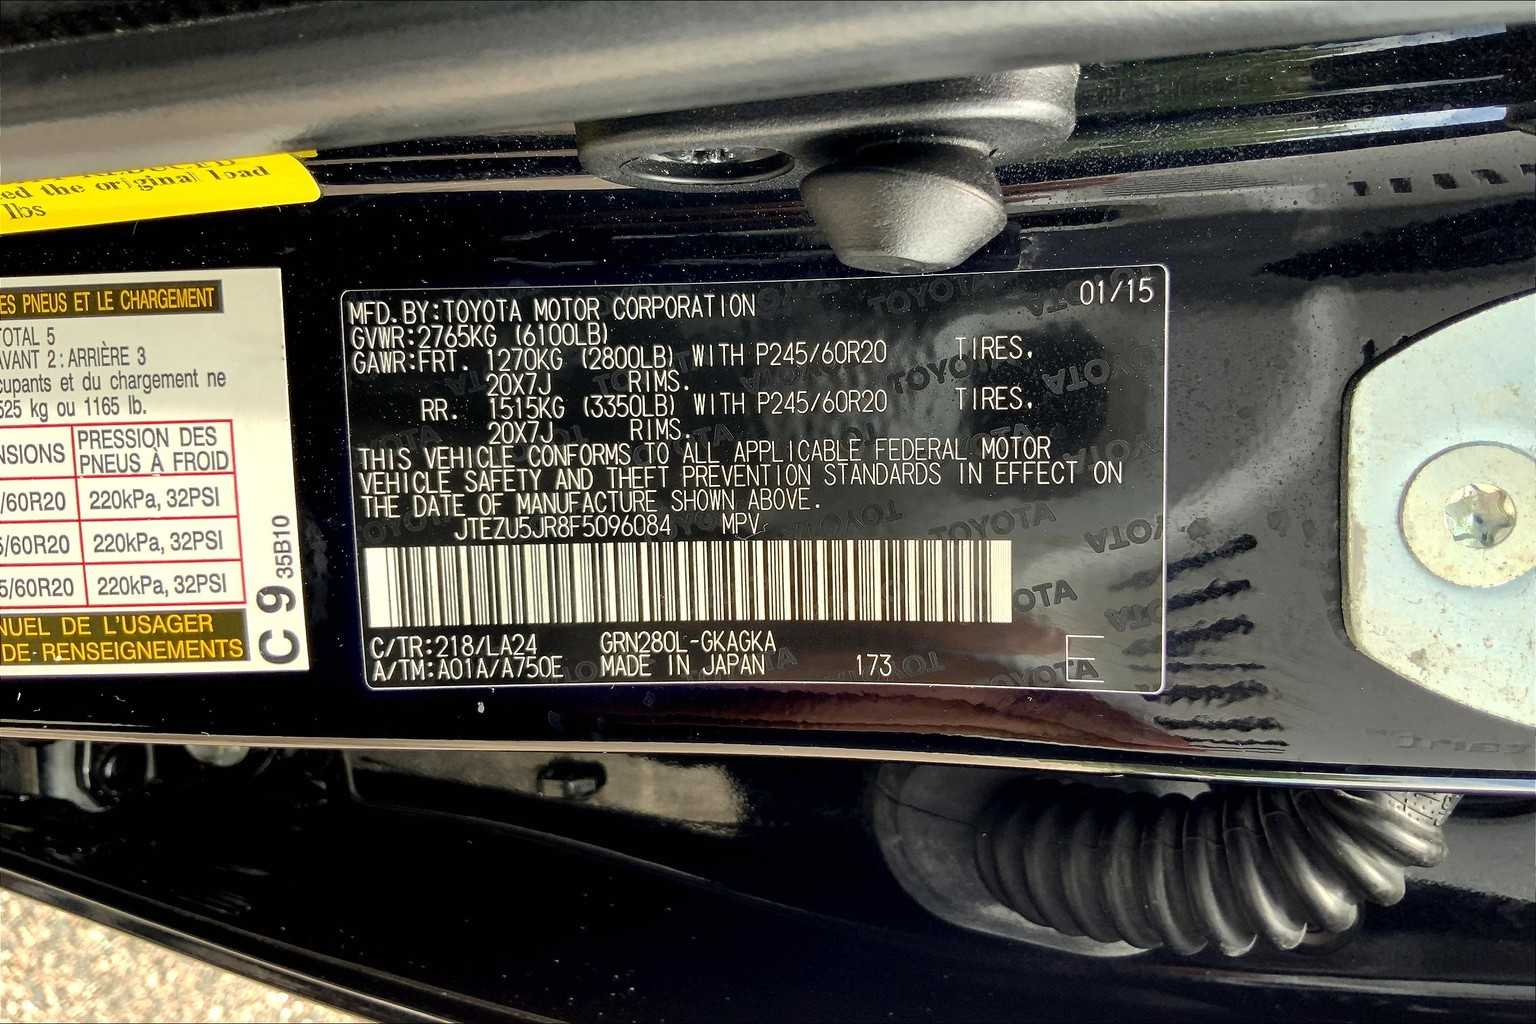 ed the original load
lbs
ES PNEUS ET LE CHARGEMENT
TOTAL 5
AVANT 2: ARRIÈRE 3
cupants et du chargement ne
525 kg ou 1165 lb.
NSIONS PRESSION DES PNEUS À FROID
/60R20 220kPa, 32PSI
5/60R20 220kPa, 32PSI
5/60R20 220kPa, 32PSI
NUEL DE L'USAGER
DE RENSEIGNEMENTS
C 9 35B10
01/15
MFD. BY: TOYOTA MOTOR CORPORATION
GVWR: 2765KG (6100LB)
GAWR: FRT. 1270KG (2800LB) WITH P245/60R20 TIRES,
20X7J RIMS.
RR. 1515KG (3350LB) WITH P245/60R20 TIRES,
20X7J RIMS.
THIS VEHICLE CONFORMS TO ALL APPLICABLE FEDERAL MOTOR
VEHICLE SAFETY AND THEFT PREVENTION STANDARDS IN EFFECT ON
THE DATE OF MANUFACTURE SHOWN ABOVE.
JTEZU5JR8F5096084 MPV
C/TR: 218/LA24 GRN280L-GKAGKA
A/TM: A01A/A750E MADE IN JAPAN 173
E